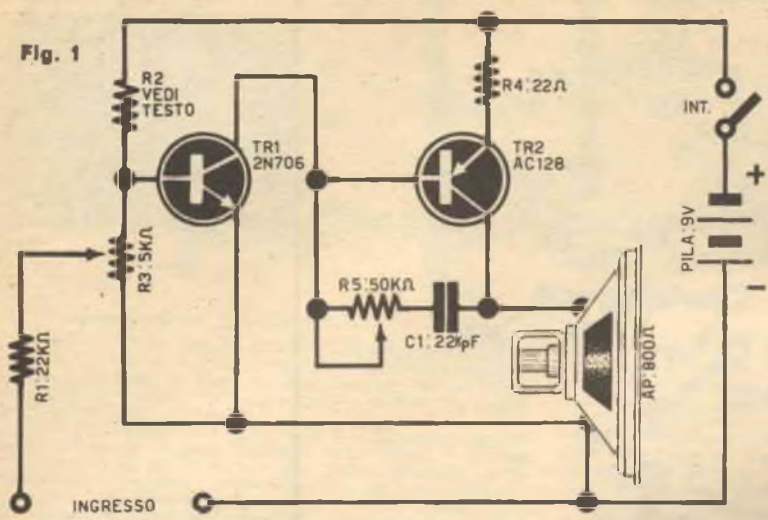 Fig. 1
R2
VEDI
TESTO
TR1
2N706
R4:22Ω
TR2
AC128
INT.
+
PILA:9V
-
R3:5KΩ
R5:50KΩ
C1:22KpF
R1:22KΩ
AP:800Ω
INGRESSO